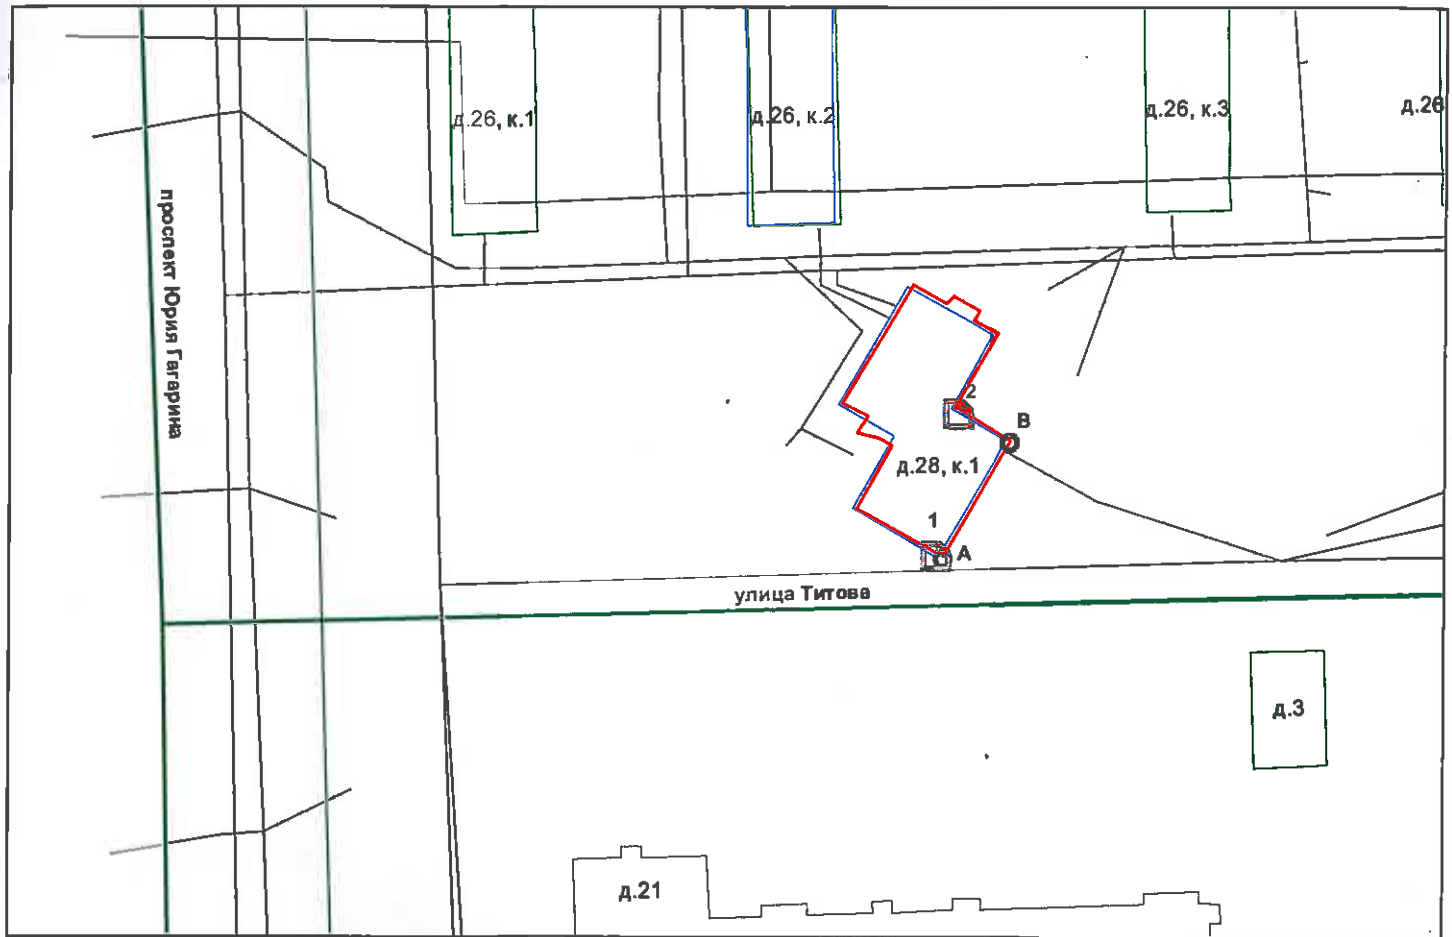 д.26, к.1
д.26, к.2
д.26, к.3
д.26
проспект Юрия Гагарина
2
В
д.28, к.1
1
А
улица Титова
д.3
д.21